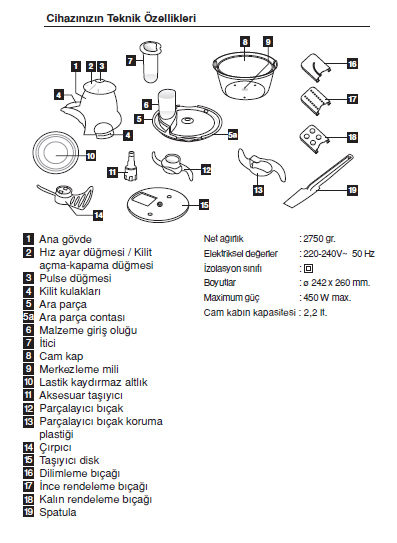 Cihazınızın Teknik Özellikleri
1 2 3 4 4 5 5a 6 7 8 9 10 11 12 13 14 15 16 17 18 19
1 Ana gövde
2 Hız ayar düğmesi / Kilit
açma-kapama düğmesi
3 Pulse düğmesi
4 Kilit kulakları
5 Ara parça
5a Ara parça contası
6 Malzeme giriş oluğu
7 İtici
8 Cam kap
9 Merkezleme mili
10 Lastik kaydırmaz altlık
11 Aksesuar taşıyıcı
12 Parçalayıcı bıçak
13 Parçalayıcı bıçak koruma
plastiği
14 Çırpıcı
15 Taşıyıcı disk
16 Dilimleme bıçağı
17 İnce rendeleme bıçağı
18 Kalın rendeleme bıçağı
19 Spatula
Net ağırlık : 2750 gr.
Elektriksel değerler : 220-240V~ 50 Hz
İzolasyon sınıfı :
Boyutlar : ø 242 x 260 mm.
Maximum güç : 450 W max.
Cam kabın kapasitesi : 2,2 lt.